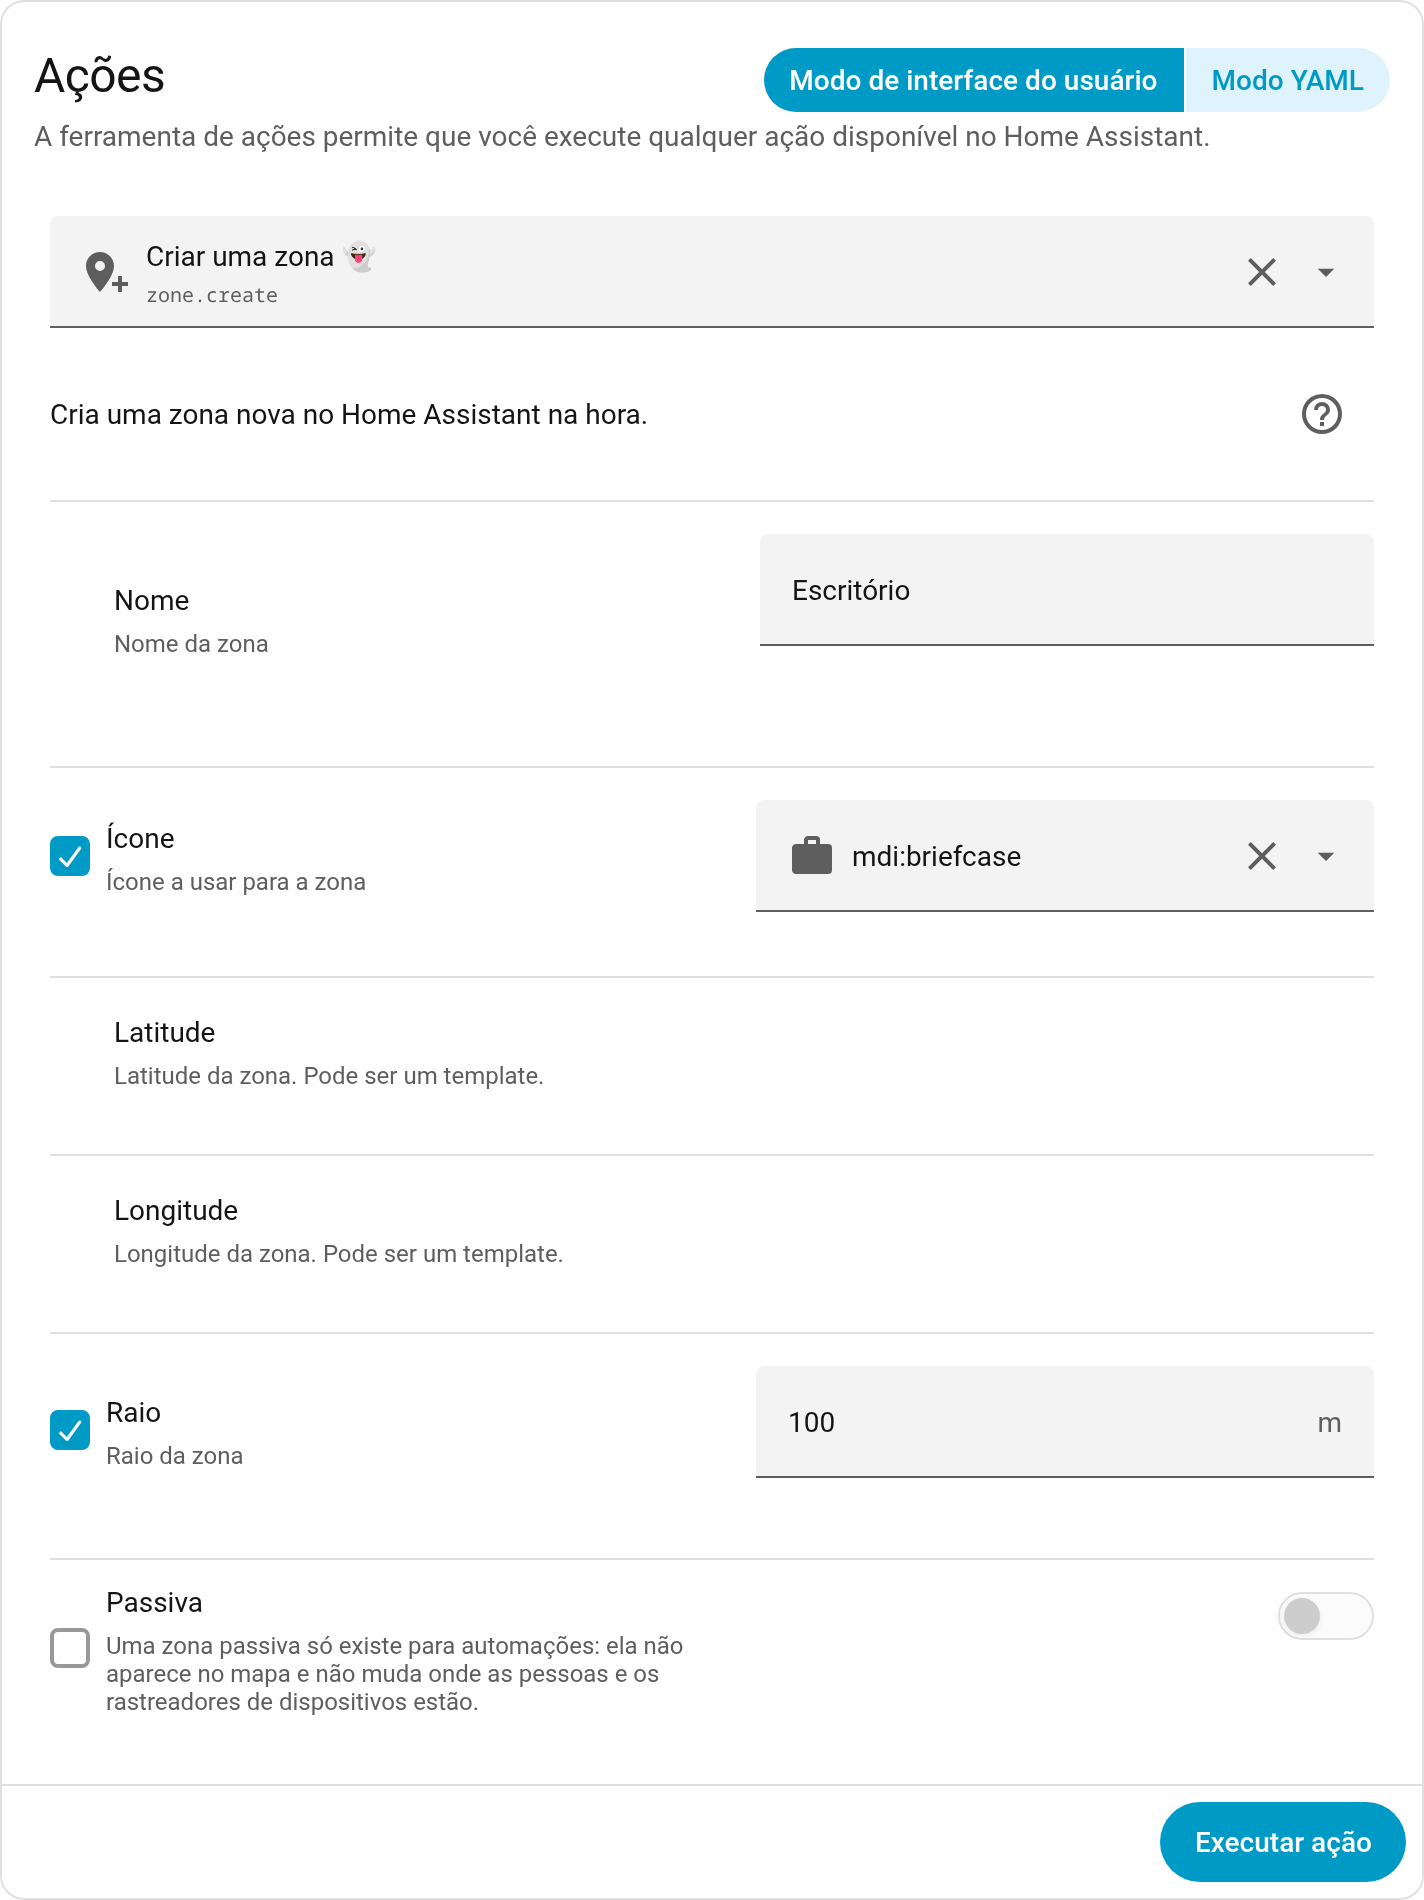 Ações
Modo de interface do usuário
Modo YAML
A ferramenta de ações permite que você execute qualquer ação disponível no Home Assistant.
Criar uma zona 👻
zone.create
Cria uma zona nova no Home Assistant na hora.
Nome
Nome da zona
Escritório
Ícone
Ícone a usar para a zona
mdi:briefcase
Latitude
Latitude da zona. Pode ser um template.
Longitude
Longitude da zona. Pode ser um template.
Raio
Raio da zona
100
m
Passiva
Uma zona passiva só existe para automações: ela não
aparece no mapa e não muda onde as pessoas e os
rastreadores de dispositivos estão.
Executar ação